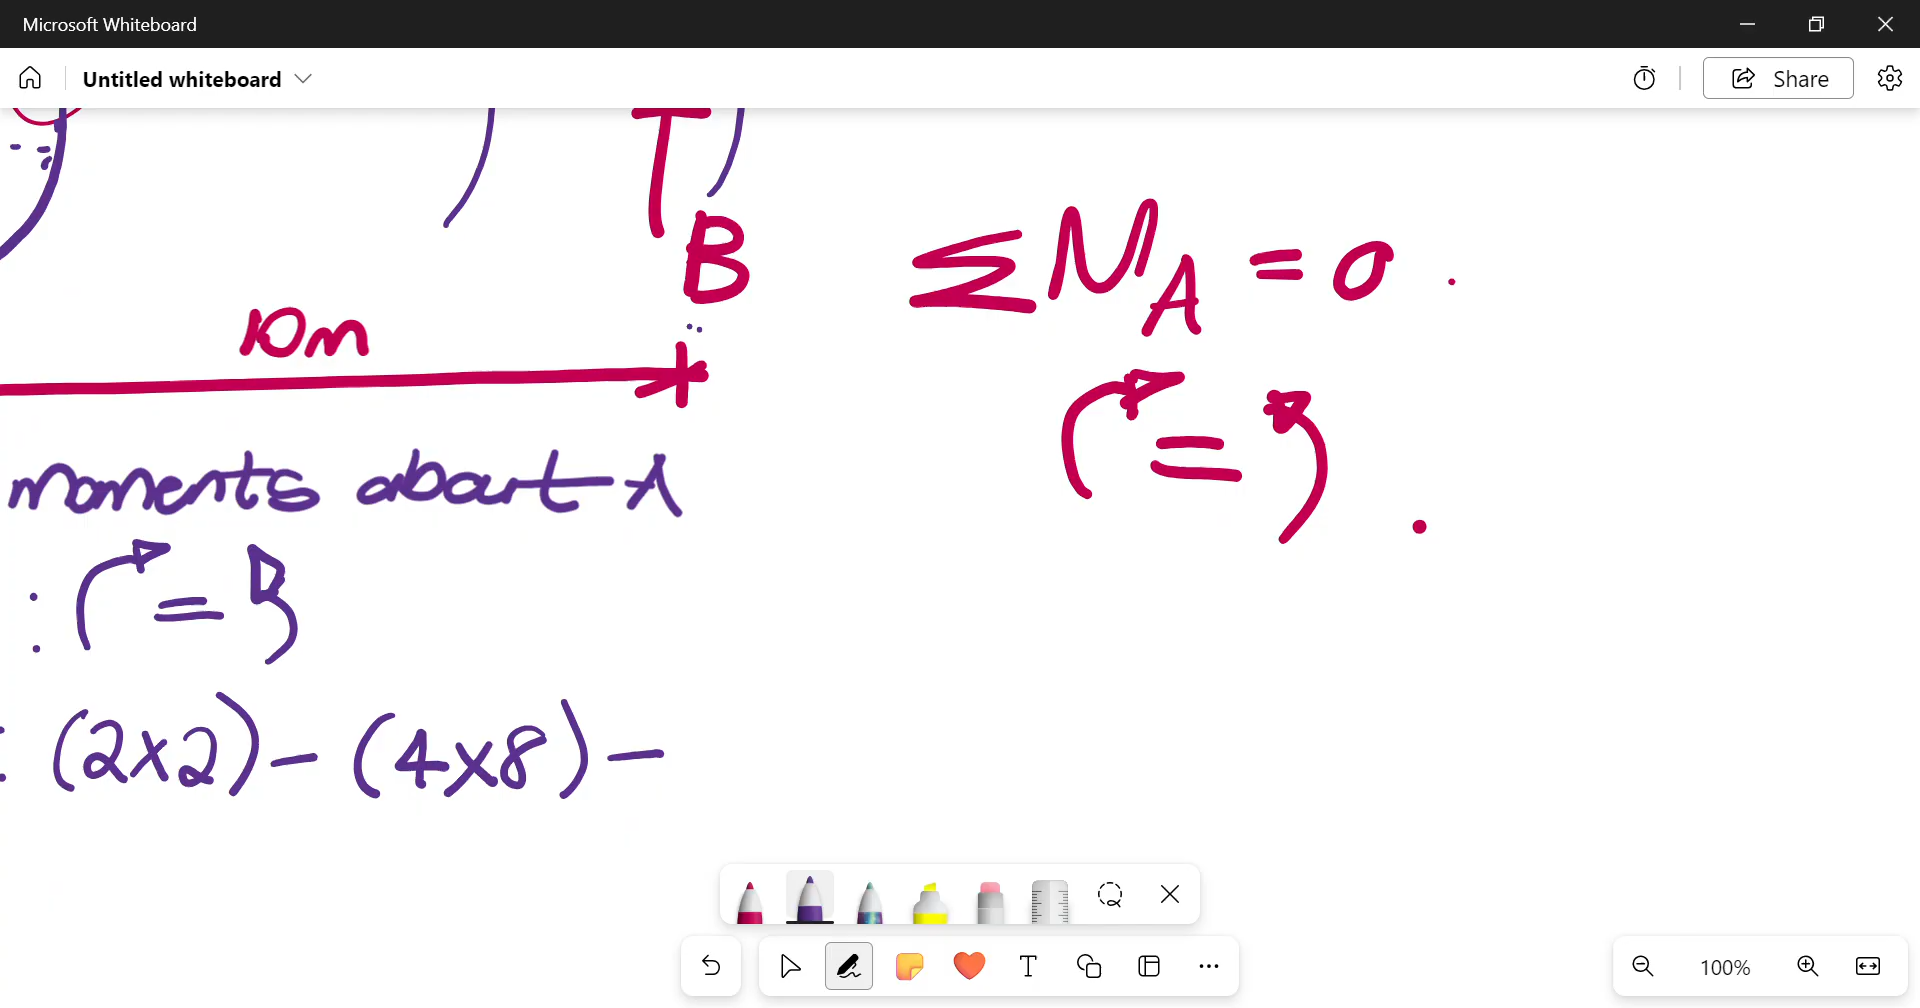 Microsoft Whiteboard
Untitled whiteboard
Share
T
B
ΣMA = 0
10m
=
moments about A
: =
: (2x2) - (4x8) -
T
100%